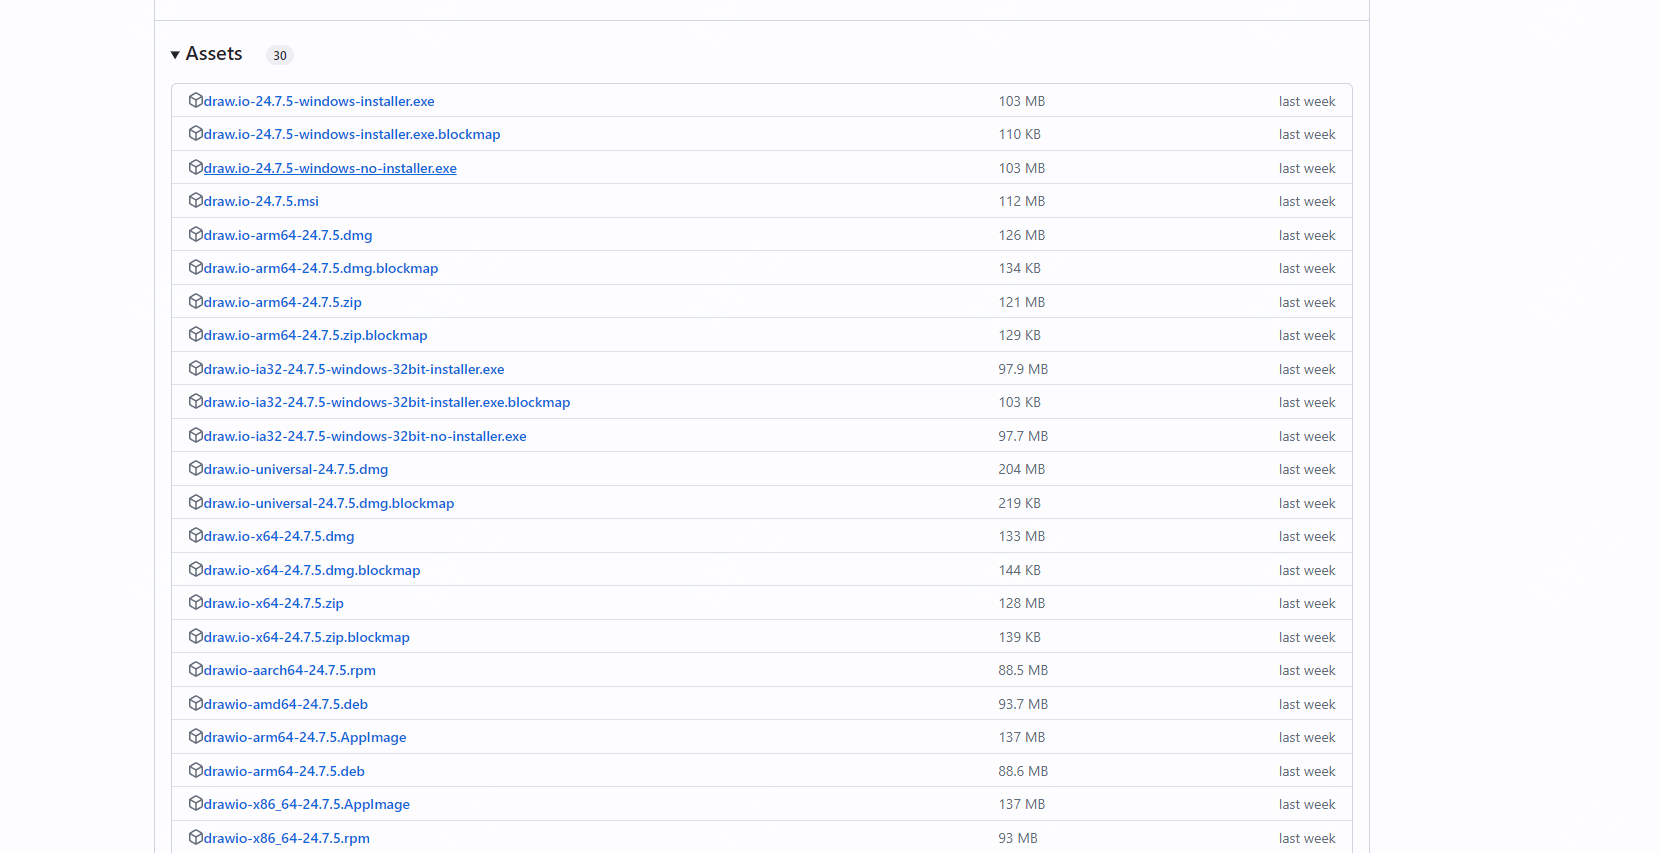 Assets 30
draw.io-24.7.5-windows-installer.exe 103 MB last week
draw.io-24.7.5-windows-installer.exe.blockmap 110 KB last week
draw.io-24.7.5-windows-no-installer.exe 103 MB last week
draw.io-24.7.5.msi 112 MB last week
draw.io-arm64-24.7.5.dmg 126 MB last week
draw.io-arm64-24.7.5.dmg.blockmap 134 KB last week
draw.io-arm64-24.7.5.zip 121 MB last week
draw.io-arm64-24.7.5.zip.blockmap 129 KB last week
draw.io-ia32-24.7.5-windows-32bit-installer.exe 97.9 MB last week
draw.io-ia32-24.7.5-windows-32bit-installer.exe.blockmap 103 KB last week
draw.io-ia32-24.7.5-windows-32bit-no-installer.exe 97.7 MB last week
draw.io-universal-24.7.5.dmg 204 MB last week
draw.io-universal-24.7.5.dmg.blockmap 219 KB last week
draw.io-x64-24.7.5.dmg 133 MB last week
draw.io-x64-24.7.5.dmg.blockmap 144 KB last week
draw.io-x64-24.7.5.zip 128 MB last week
draw.io-x64-24.7.5.zip.blockmap 139 KB last week
drawio-aarch64-24.7.5.rpm 88.5 MB last week
drawio-amd64-24.7.5.deb 93.7 MB last week
drawio-arm64-24.7.5.AppImage 137 MB last week
drawio-arm64-24.7.5.deb 88.6 MB last week
drawio-x86_64-24.7.5.AppImage 137 MB last week
drawio-x86_64-24.7.5.rpm 93 MB last week